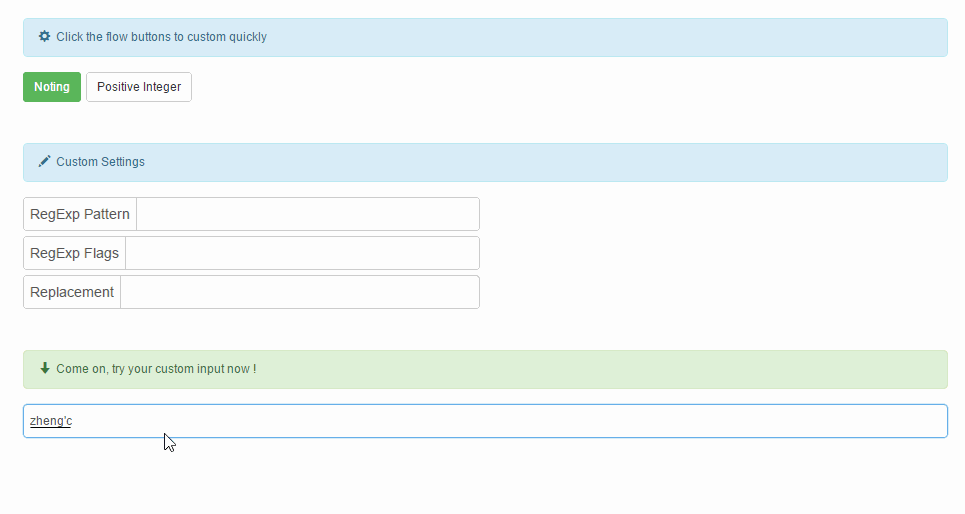 Click the flow buttons to custom quickly
Noting Positive Integer
Custom Settings
RegExp Pattern
RegExp Flags
Replacement
Come on, try your custom input now !
zheng'c